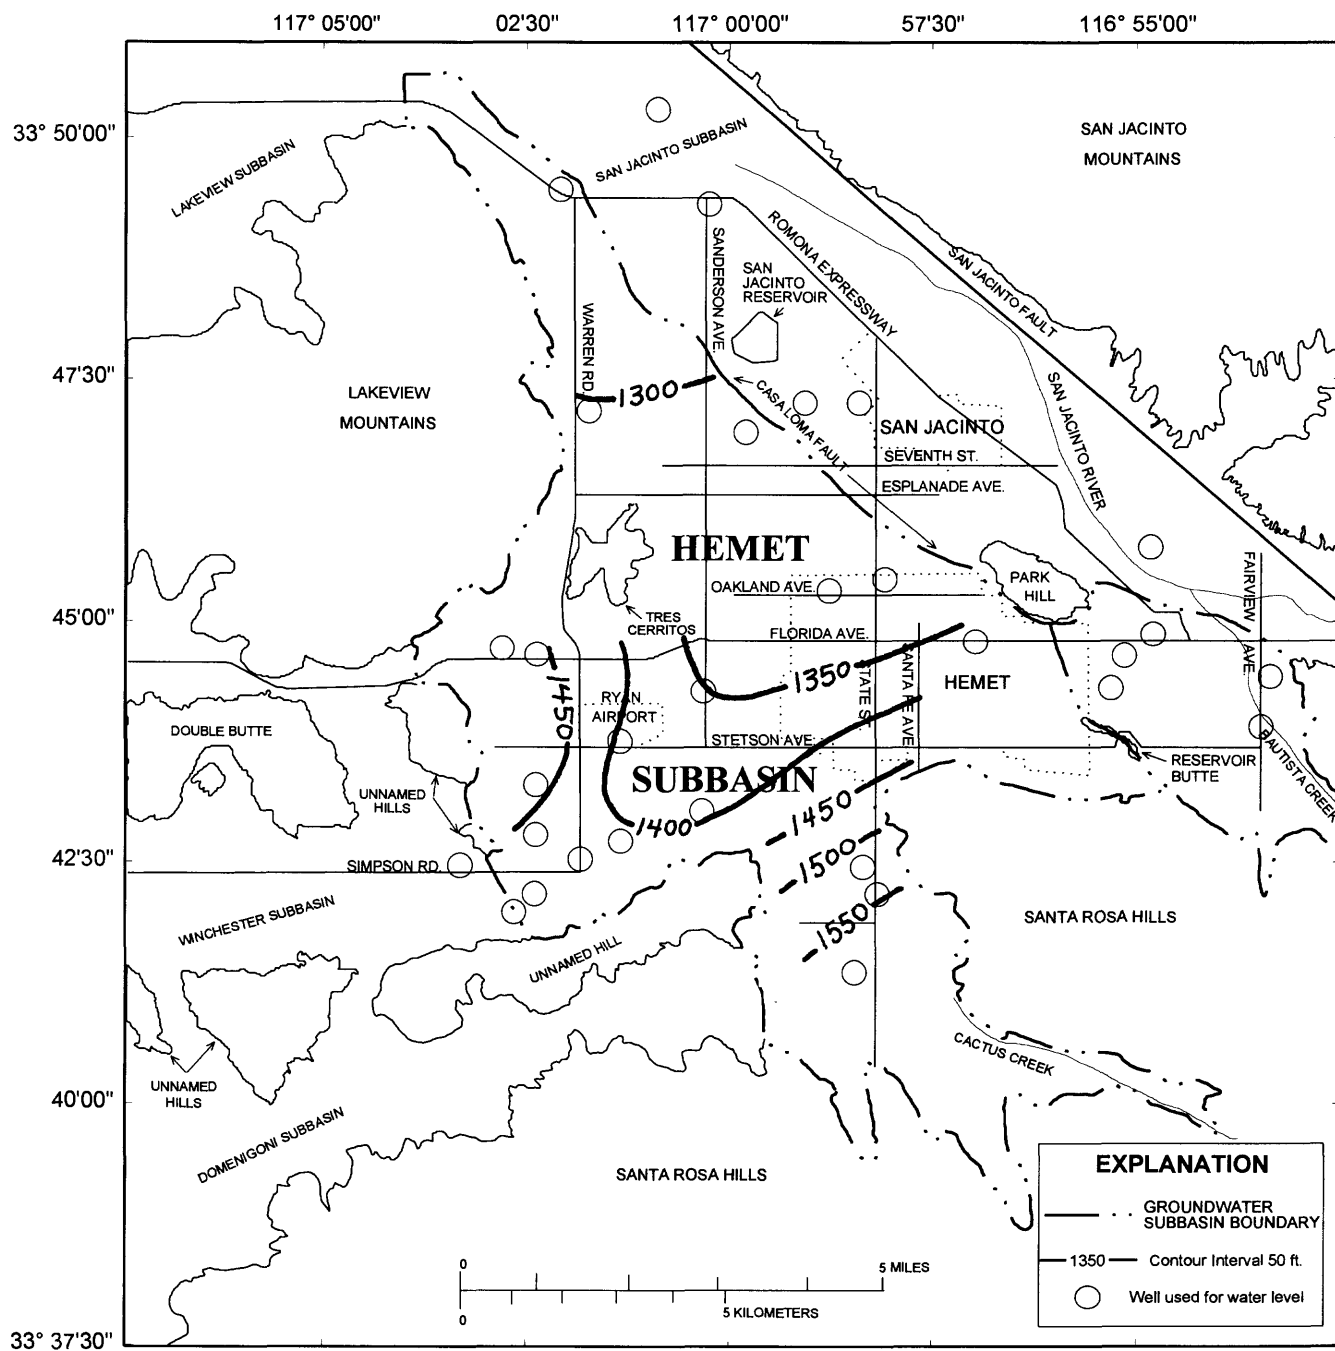 117° 05'00"
02'30"
117° 00'00"
57'30"
116° 55'00"
33° 50'00"
47'30"
45'00"
42'30"
40'00"
33° 37'30"
SAN JACINTO
MOUNTAINS
LAKEVIEW SUBBASIN
SAN JACINTO SUBBASIN
ROMONA EXPRESSWAY
SANDERSON AVE.
SAN
JACINTO
RESERVOIR
SAN JACINTO FAULT
WARREN RD.
1300
CASA LOMA FAULT
SAN JACINTO RIVER
LAKEVIEW
MOUNTAINS
SAN JACINTO
SEVENTH ST.
ESPLANADE AVE.
HEMET
OAKLAND AVE.
PARK
HILL
FAIRVIEW
AVE.
TRES
CERRITOS
FLORIDA AVE.
1350
STATE ST.
SANTA FE AVE.
HEMET
1450
RYAN
AIRPORT
STETSON AVE.
DOUBLE BUTTE
SUBBASIN
RESERVOIR
BUTTE
BAUTISTA CREEK
UNNAMED
HILLS
1400
1450
1500
1550
SIMPSON RD.
WINCHESTER SUBBASIN
UNNAMED HILL
SANTA ROSA HILLS
CACTUS CREEK
UNNAMED
HILLS
DOMENIGONI SUBBASIN
SANTA ROSA HILLS
0
5 MILES
0
5 KILOMETERS
EXPLANATION
GROUNDWATER
SUBBASIN BOUNDARY
1350 Contour Interval 50 ft.
Well used for water level